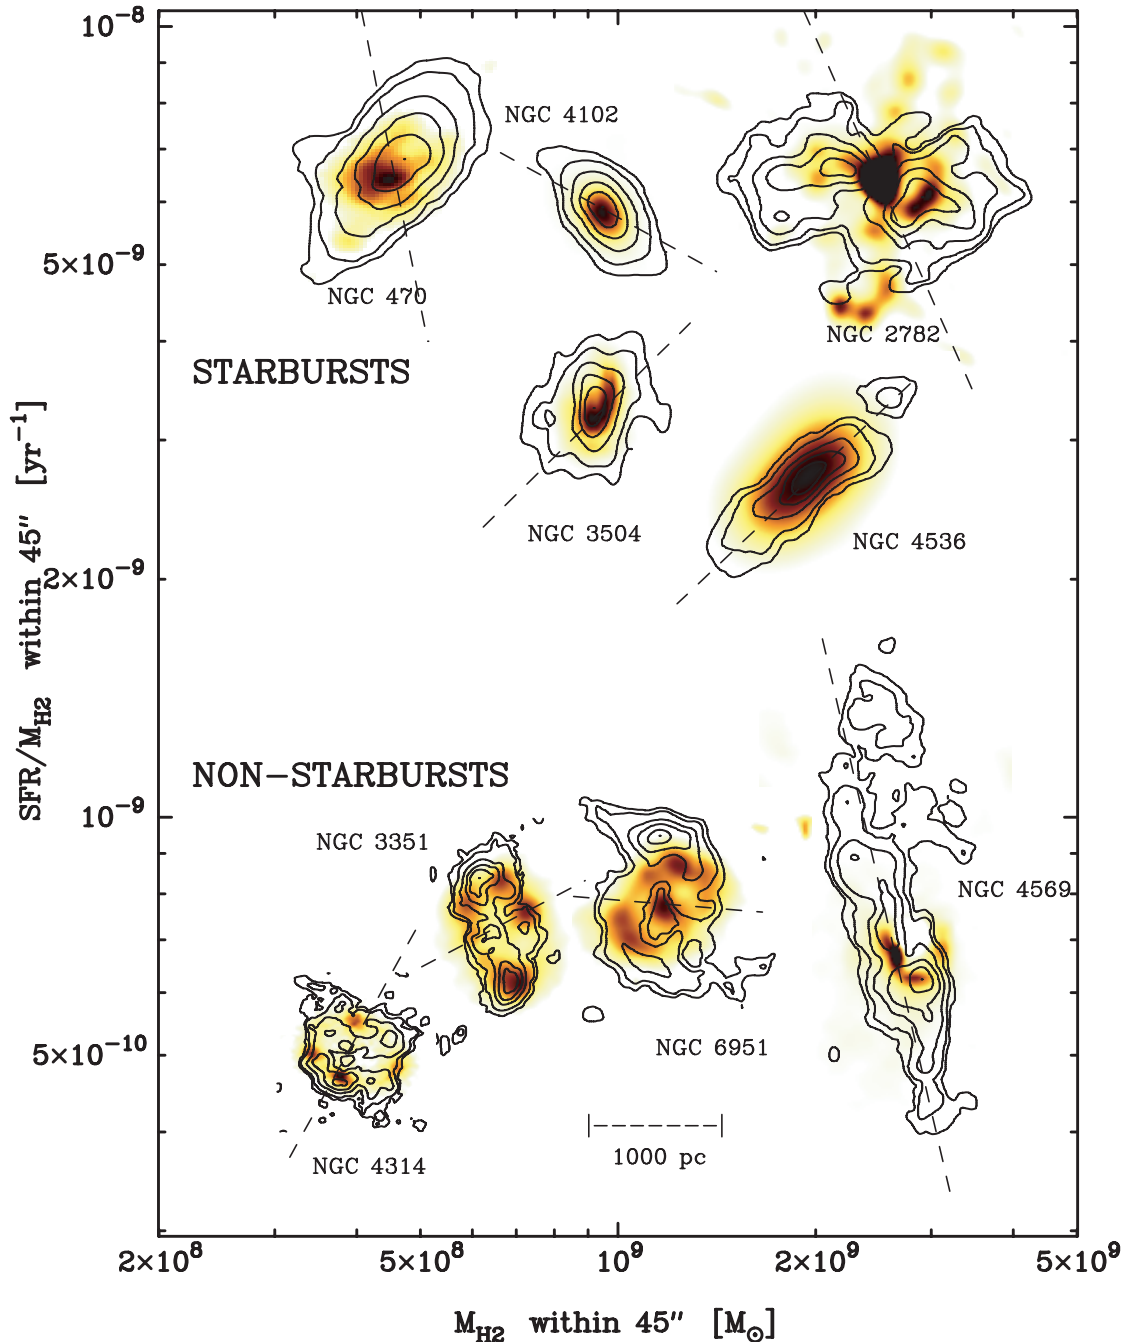 10⁻⁸
NGC 4102
5×10⁻⁹
NGC 470
NGC 2782
STARBURSTS
NGC 3504
NGC 4536
2×10⁻⁹
SFR/M_H2 within 45″ [yr⁻¹]
NON−STARBURSTS
10⁻⁹
NGC 3351
NGC 4569
NGC 6951
5×10⁻¹⁰
1000 pc
NGC 4314
2×10⁸ 5×10⁸ 10⁹ 2×10⁹ 5×10⁹
M_H2 within 45″ [M_⊙]